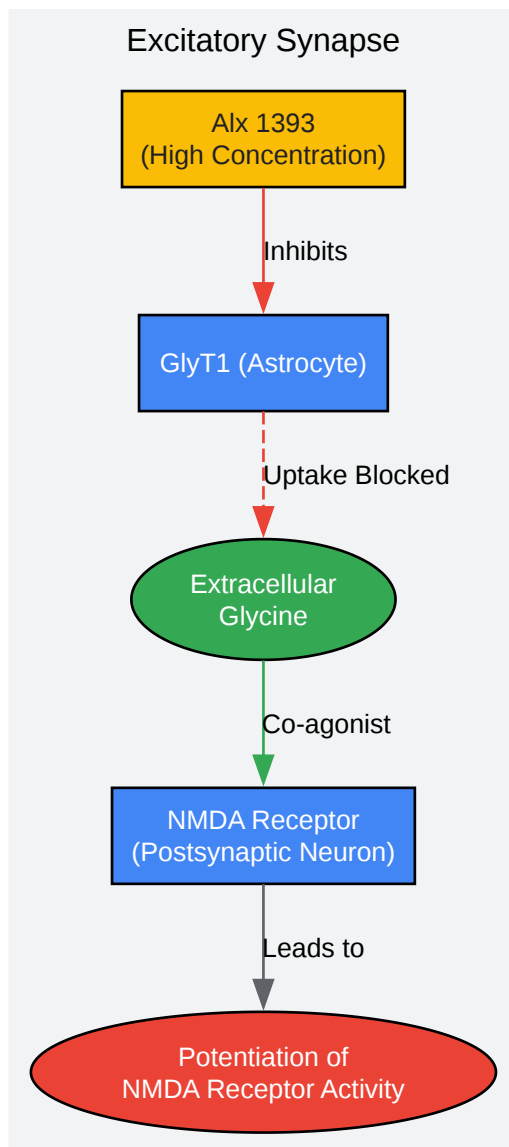 Excitatory Synapse
Alx 1393
(High Concentration)
Inhibits
GlyT1 (Astrocyte)
Uptake Blocked
Extracellular
Glycine
Co-agonist
NMDA Receptor
(Postsynaptic Neuron)
Leads to
Potentiation of
NMDA Receptor Activity